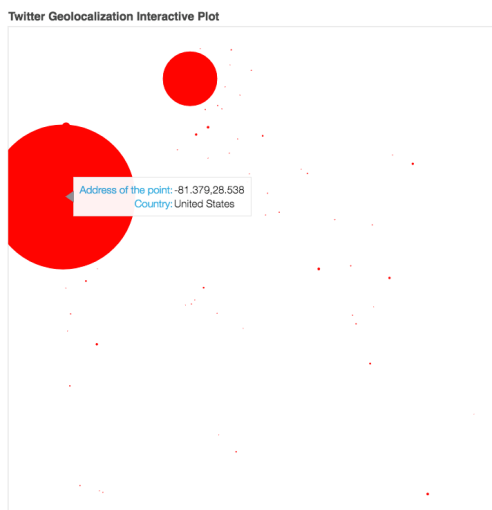 Twitter Geolocalization Interactive Plot
Address of the point: -81.379,28.538
Country: United States